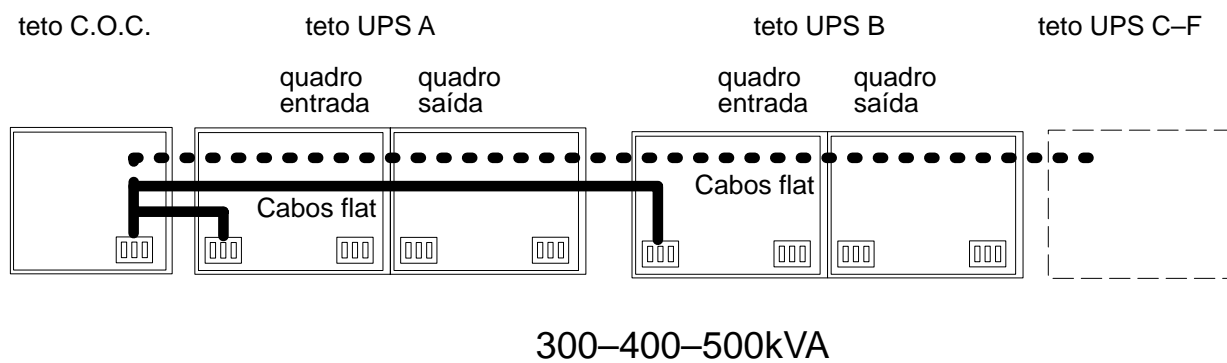 teto C.O.C.
teto UPS A
teto UPS B
teto UPS C–F
quadro
entrada
quadro
saída
quadro
entrada
quadro
saída
Cabos flat
Cabos flat
300–400–500kVA